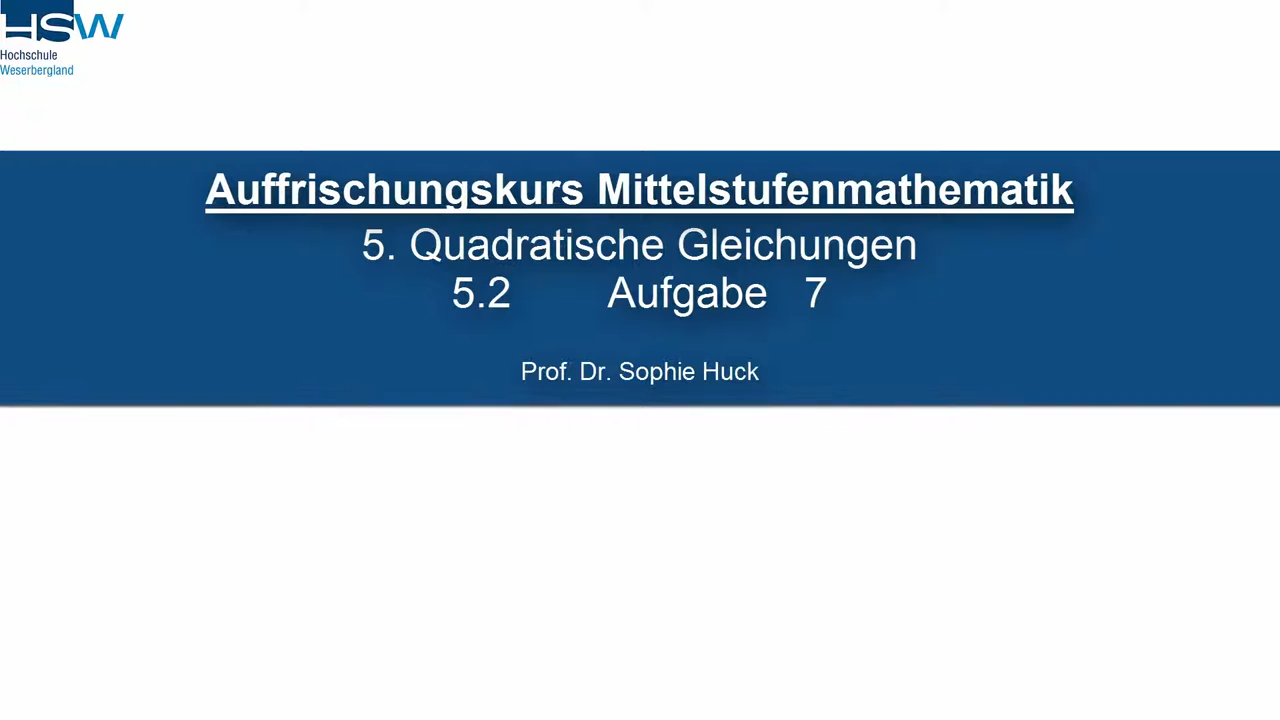 HSW
Hochschule
Weserbergland
Auffrischungskurs Mittelstufenmathematik
5. Quadratische Gleichungen
5.2 Aufgabe 7
Prof. Dr. Sophie Huck